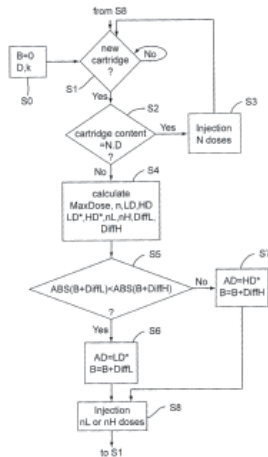 from S8
B=0
D,k
S0
new
cartridge
?
No
S1
Yes
S2
cartridge content
=N.D
?
Yes
S3
Injection
N doses
No
S4
calculate
MaxDose, n,LD,HD
LD*,HD*,nL,nH,DiffL,
DiffH
S5
ABS(B+DiffL)<ABS(B+DiffH)
?
No
S7
AD=HD*
B=B+DiffH
Yes
S6
AD=LD*
B=B+DiffL
S8
Injection
nL or nH doses
to S1